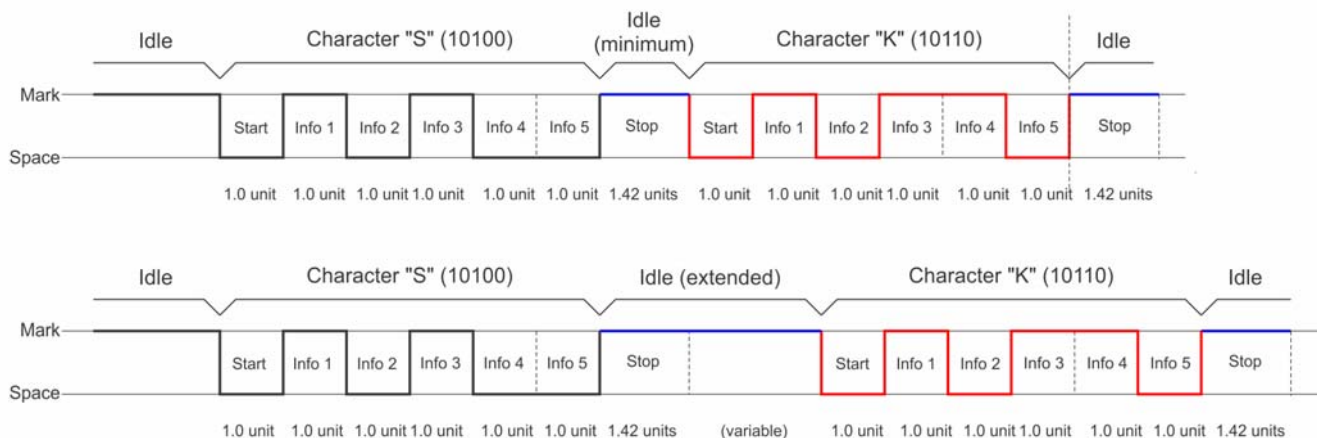 Idle Character "S" (10100) Idle (minimum) Character "K" (10110) Idle
Mark
Start Info 1 Info 2 Info 3 Info 4 Info 5 Stop Start Info 1 Info 2 Info 3 Info 4 Info 5 Stop
Space
1.0 unit 1.0 unit 1.0 unit 1.0 unit 1.0 unit 1.0 unit 1.42 units 1.0 unit 1.0 unit 1.0 unit 1.0 unit 1.0 unit 1.0 unit 1.42 units
Idle Character "S" (10100) Idle (extended) Character "K" (10110) Idle
Mark
Start Info 1 Info 2 Info 3 Info 4 Info 5 Stop Start Info 1 Info 2 Info 3 Info 4 Info 5 Stop
Space
1.0 unit 1.0 unit 1.0 unit 1.0 unit 1.0 unit 1.0 unit 1.42 units (variable) 1.0 unit 1.0 unit 1.0 unit 1.0 unit 1.0 unit 1.0 unit 1.42 units